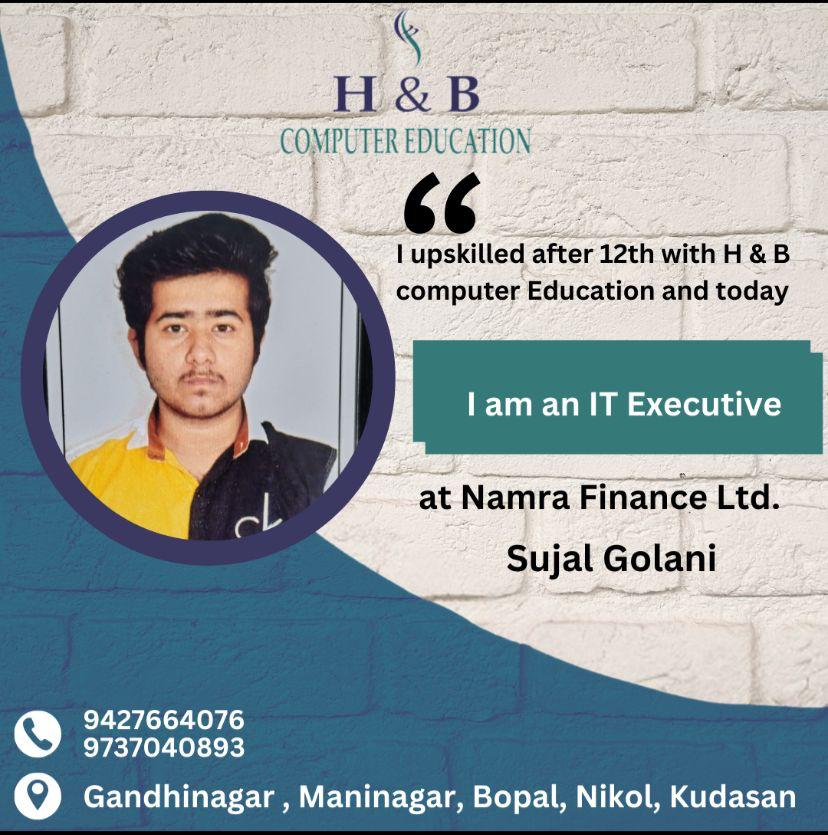 H & B
COMPUTER EDUCATION
I upskilled after 12th with H & B
computer Education and today
I am an IT Executive
at Namra Finance Ltd.
Sujal Golani
9427664076
9737040893
Gandhinagar , Maninagar, Bopal, Nikol, Kudasan